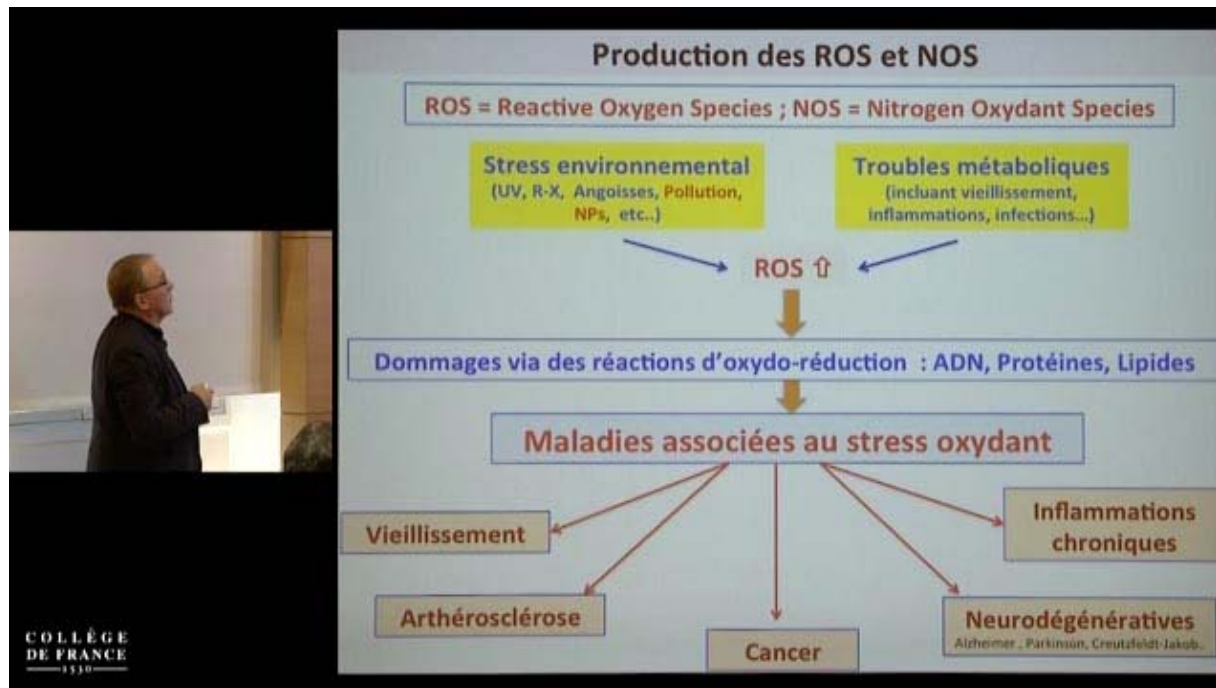 Production des ROS et NOS
ROS = Reactive Oxygen Species ; NOS = Nitrogen Oxydant Species
Stress environnemental
(UV, R-X, Angoisses, Pollution,
NPs, etc..)
Troubles métaboliques
(incluant vieillissement,
inflammations, infections...)
ROS ⇧
Dommages via des réactions d'oxydo-réduction : ADN, Protéines, Lipides
Maladies associées au stress oxydant
Vieillissement
Inflammations
chroniques
Arthérosclérose
Neurodégénératives
Alzheimer , Parkinson, Creutzfeldt-Jakob..
Cancer
COLLÈGE
DE FRANCE
1530